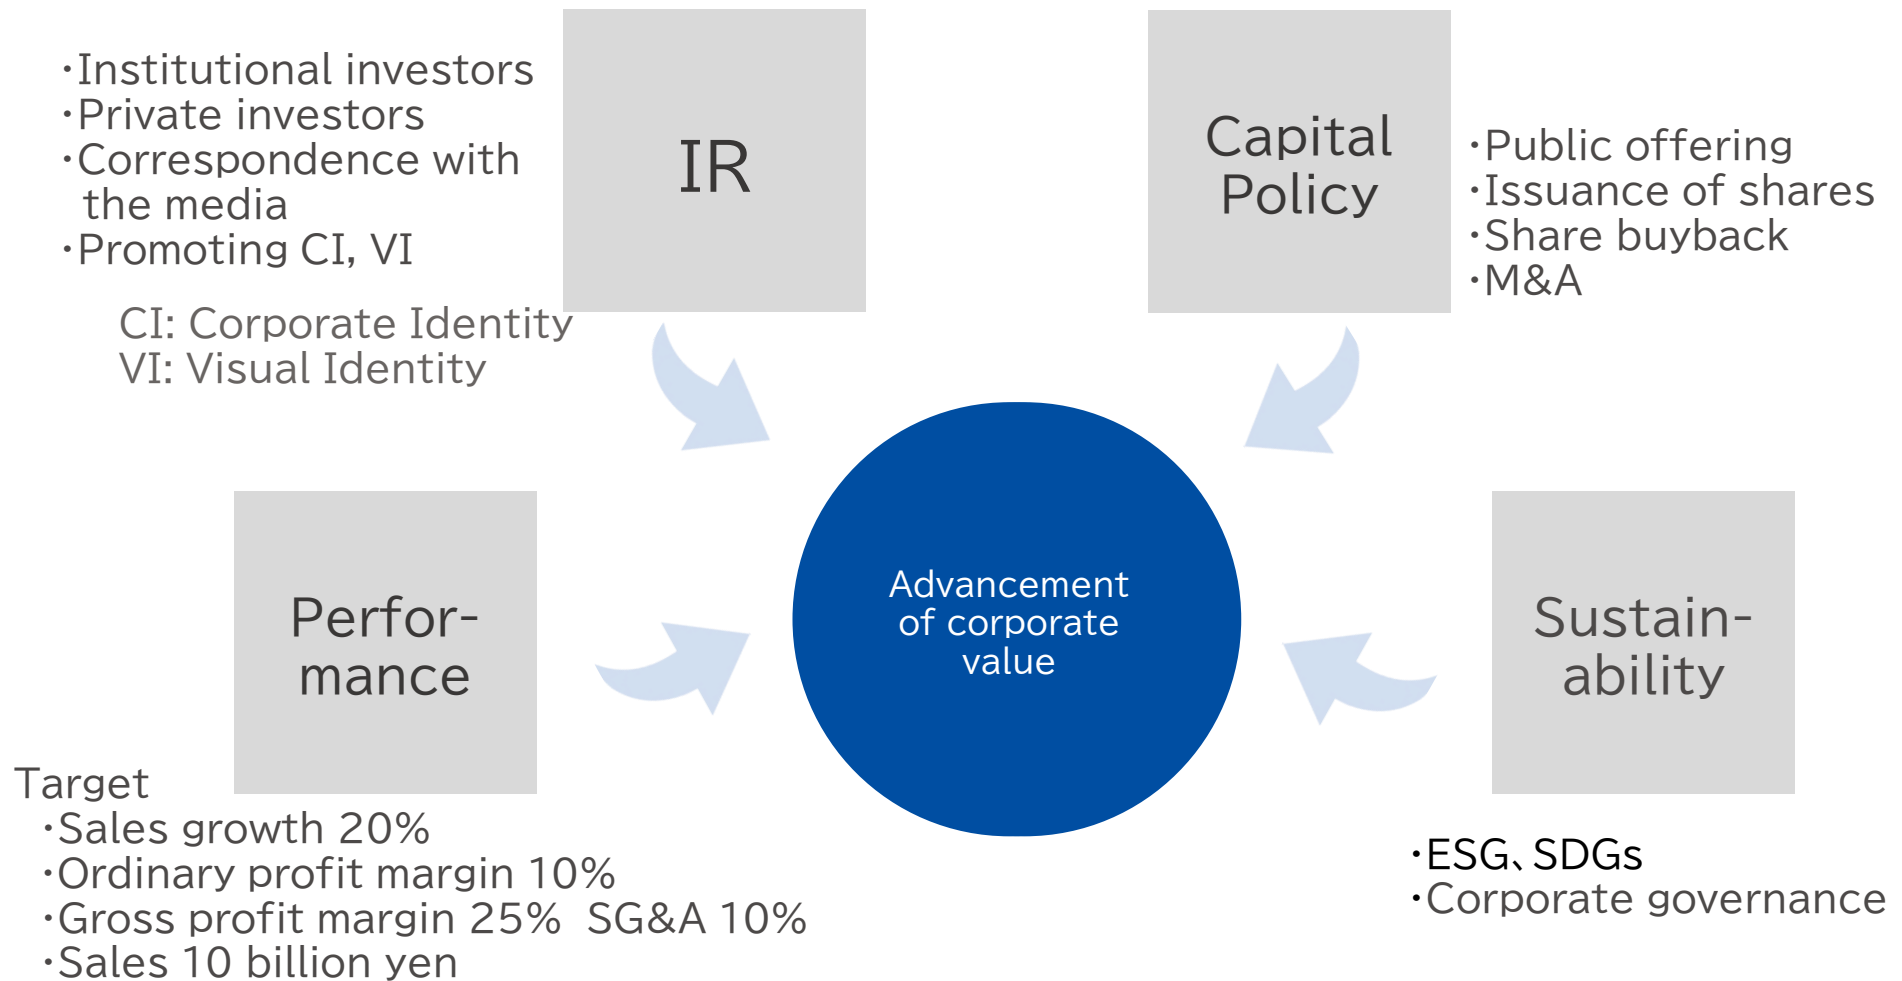 ・Institutional investors
・Private investors
・Correspondence with
the media
・Promoting CI, VI
CI: Corporate Identity
VI: Visual Identity
IR
Capital
Policy
・Public offering
・Issuance of shares
・Share buyback
・M&A
Perfor-
mance
Advancement
of corporate
value
Sustain-
ability
Target
・Sales growth 20%
・Ordinary profit margin 10%
・Gross profit margin 25%  SG&A 10%
・Sales 10 billion yen
・ESG、SDGs
・Corporate governance